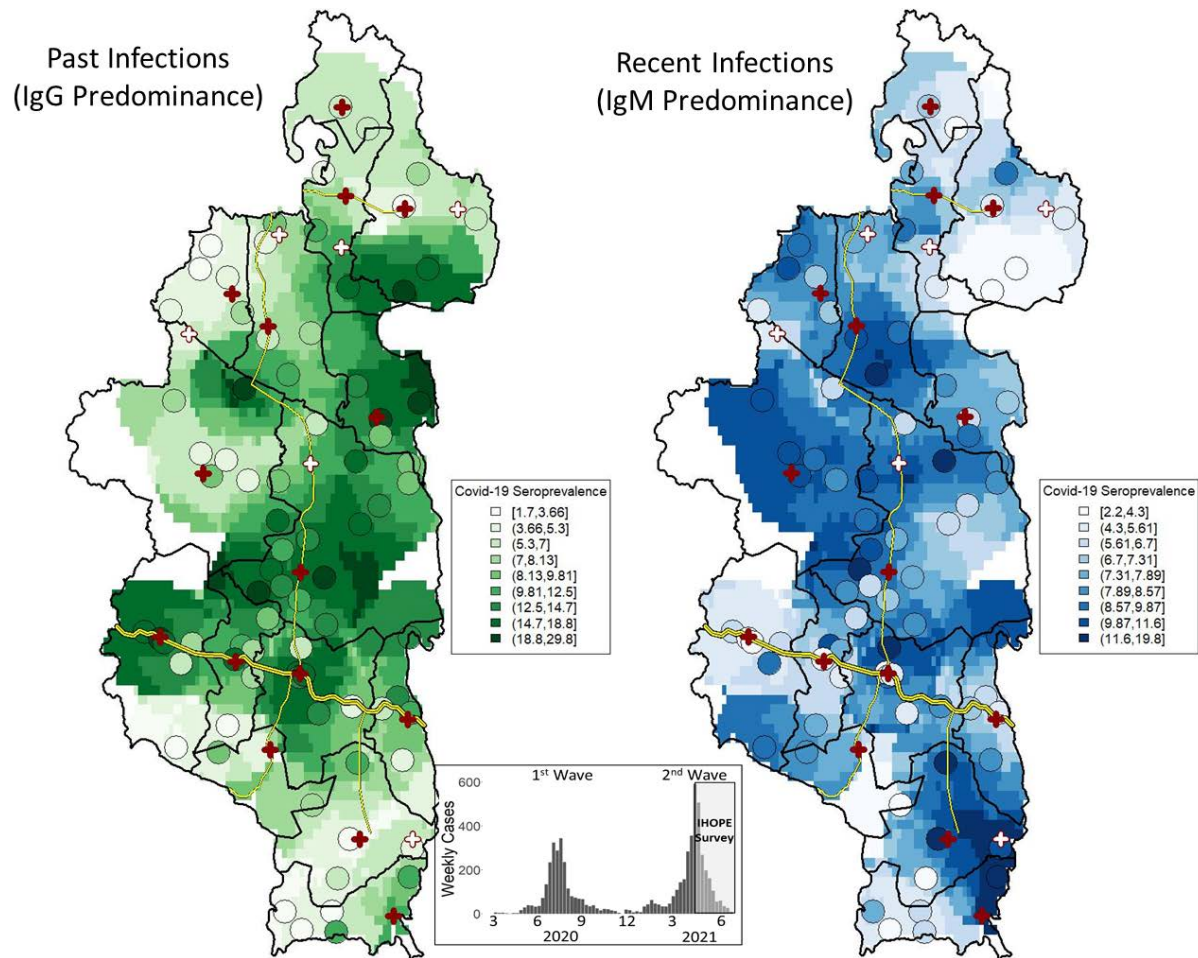 Past Infections
(IgG Predominance)
Recent Infections
(IgM Predominance)
Covid-19 Seroprevalence
[1.7,3.66]
(3.66,5.3]
(5.3,7]
(7,8.13]
(8.13,9.81]
(9.81,12.5]
(12.5,14.7]
(14.7,18.8]
(18.8,29.8]
Covid-19 Seroprevalence
[2.2,4.3]
(4.3,5.61]
(5.61,6.7]
(6.7,7.31]
(7.31,7.89]
(7.89,8.57]
(8.57,9.87]
(9.87,11.6]
(11.6,19.8]
1st Wave
2nd Wave
Weekly Cases
600
400
200
0
IHOPE
Survey
3 6 9 12 3 6
2020 2021